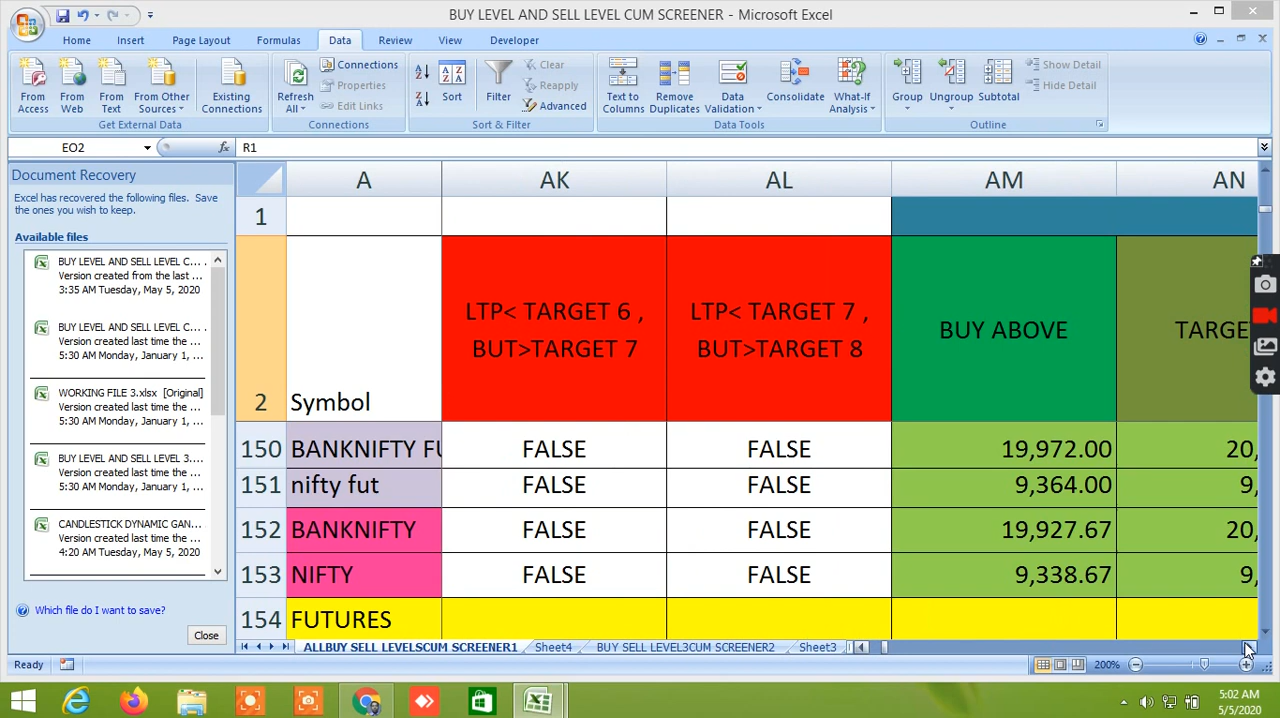 BUY LEVEL AND SELL LEVEL CUM SCREENER - Microsoft Excel
Home Insert Page Layout Formulas Data Review View Developer
From Access
From Web
From Text
From Other Sources
Existing Connections
Get External Data
Refresh All
Connections
Properties
Edit Links
Connections
Sort
Filter
Clear
Reapply
Advanced
Sort & Filter
Text to Columns
Remove Duplicates
Data Validation
Consolidate
What-If Analysis
Data Tools
Group
Ungroup
Subtotal
Show Detail
Hide Detail
Outline
EO2 fx R1
Document Recovery
Excel has recovered the following files. Save
the ones you wish to keep.
Available files
BUY LEVEL AND SELL LEVEL C... .
Version created from the last ...
3:35 AM Tuesday, May 5, 2020
BUY LEVEL AND SELL LEVEL C... .
Version created last time the ...
5:30 AM Monday, January 1, ...
WORKING FILE 3.xlsx [Original]
Version created last time the ...
5:30 AM Monday, January 1, ...
BUY LEVEL AND SELL LEVEL 3....
Version created last time the ...
5:30 AM Monday, January 1, ...
CANDLESTICK DYNAMIC GAN...
Version created last time the ...
4:20 AM Tuesday, May 5, 2020
Which file do I want to save?
Close
A AK AL AM AN
1
2 Symbol
LTP< TARGET 6 ,
BUT>TARGET 7
LTP< TARGET 7 ,
BUT>TARGET 8
BUY ABOVE
TARGE
150 BANKNIFTY FU FALSE FALSE 19,972.00 20,
151 nifty fut FALSE FALSE 9,364.00 9,
152 BANKNIFTY FALSE FALSE 19,927.67 20,
153 NIFTY FALSE FALSE 9,338.67 9,
154 FUTURES
ALLBUY SELL LEVELSCUM SCREENER1 Sheet4 BUY SELL LEVEL3CUM SCREENER2 Sheet3
Ready 200%
5:02 AM
5/5/2020